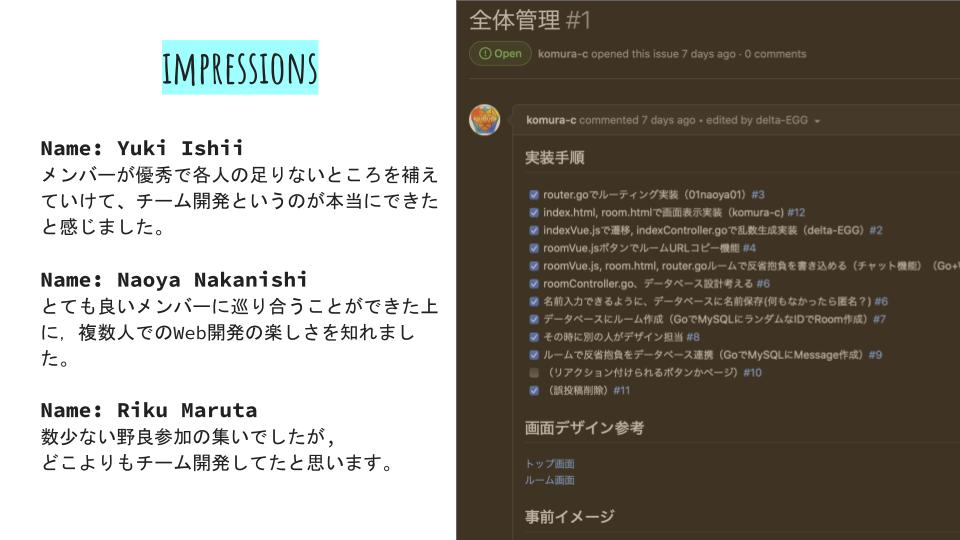 IMPRESSIONS
Name: Yuki Ishii
メンバーが優秀で各人の足りないところを補え
ていけて、チーム開発というのが本当にできた
と感じました。
Name: Naoya Nakanishi
とても良いメンバーに巡り合うことができた上
に，複数人でのWeb開発の楽しさを知れまし
た。
Name: Riku Maruta
数少ない野良参加の集いでしたが，
どこよりもチーム開発してたと思います。
全体管理 #1
Open komura-c opened this issue 7 days ago · 0 comments
komura-c commented 7 days ago • edited by delta-EGG
実装手順
router.goでルーティング実装（01naoya01）#3
index.html, room.htmlで画面表示実装（komura-c) #12
indexVue.jsで遷移, indexController.goで乱数生成実装（delta-EGG）#2
roomVue.jsボタンでルームURLコピー機能 #4
roomVue.js, room.html, router.goルームで反省抱負を書き込める（チャット機能）（Go+
roomController.go、データベース設計考える #6
名前入力できるように、データベースに名前保存(何もなかったら匿名？) #6
データベースにルーム作成（GoでMySQLにランダムなIDでRoom作成）#7
その時に別の人がデザイン担当 #8
ルームで反省抱負をデータベース連携（GoでMySQLにMessage作成）#9
（リアクション付けられるボタンかページ）#10
（誤投稿削除）#11
画面デザイン参考
トップ画面
ルーム画面
事前イメージ